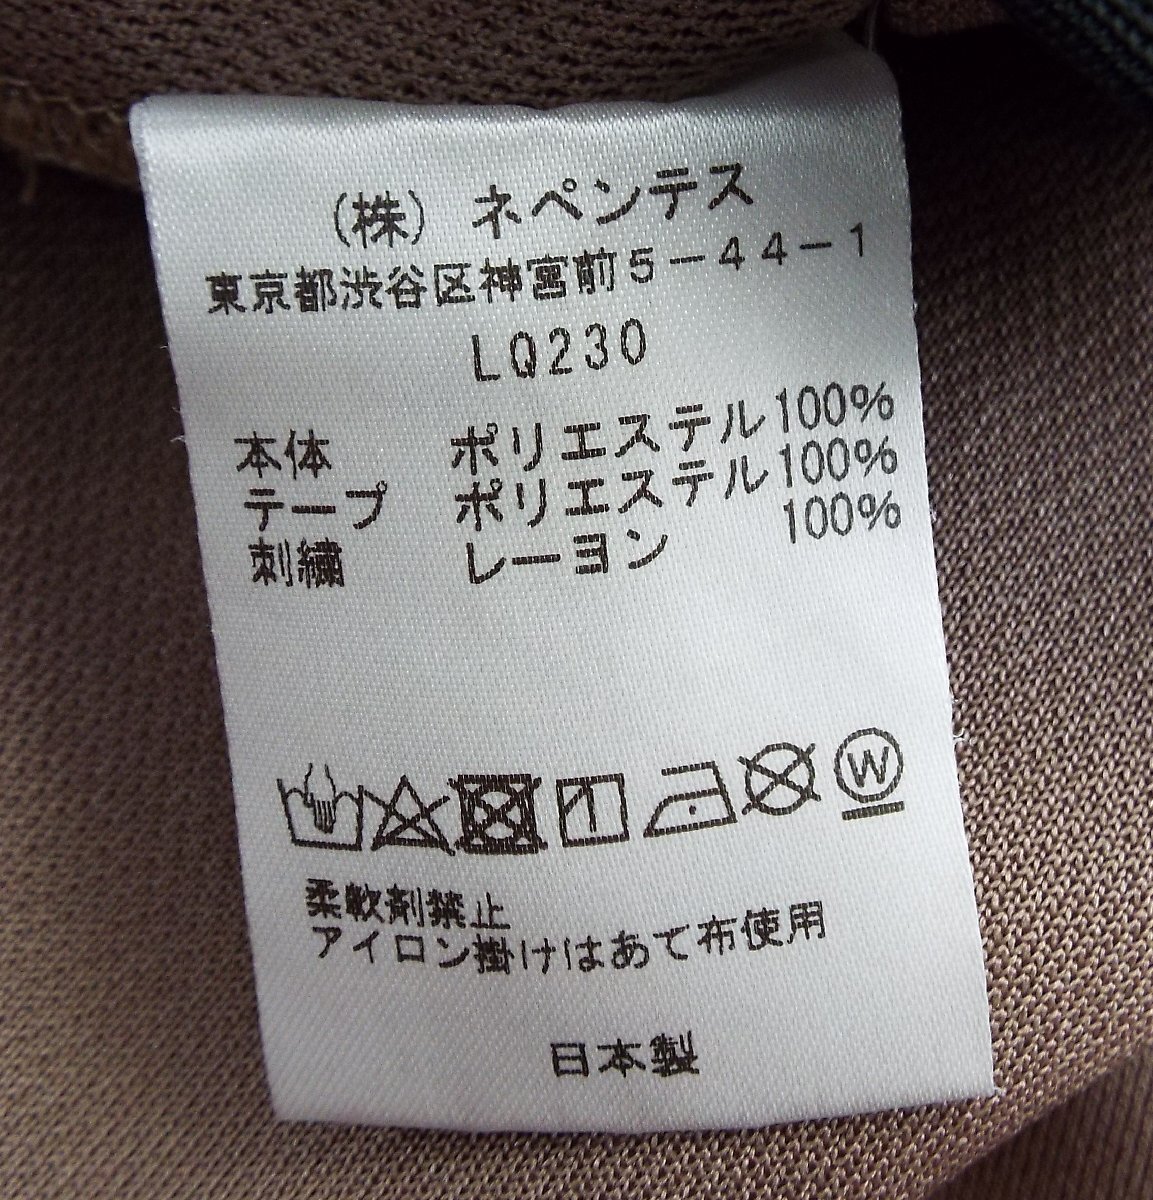 (株) ネペンテス
東京都渋谷区神宮前5-44-1
LQ230
本体 ポリエステル100%
テープ ポリエステル100%
刺繍 レーヨン 100%
W
柔軟剤禁止
アイロン掛けはあて布使用
日本製